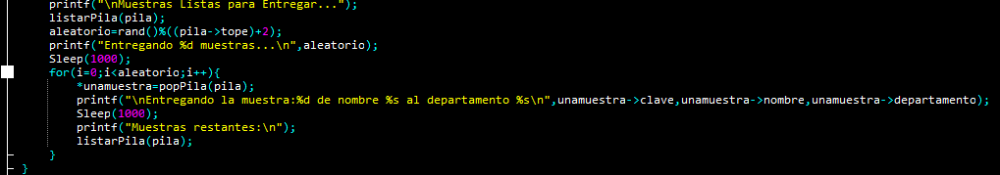 printf("\nMuestras Listas para Entregar...");
listarPila(pila);
aleatorio=rand()%((pila->tope)+2);
printf("Entregando %d muestras...\n",aleatorio);
Sleep(1000);
for(i=0;i<aleatorio;i++){
*unamuestra=popPila(pila);
printf("\nEntregando la muestra:%d de nombre %s al departamento %s\n",unamuestra->clave,unamuestra->nombre,unamuestra->departamento);
Sleep(1000);
printf("Muestras restantes:\n");
listarPila(pila);
}
}